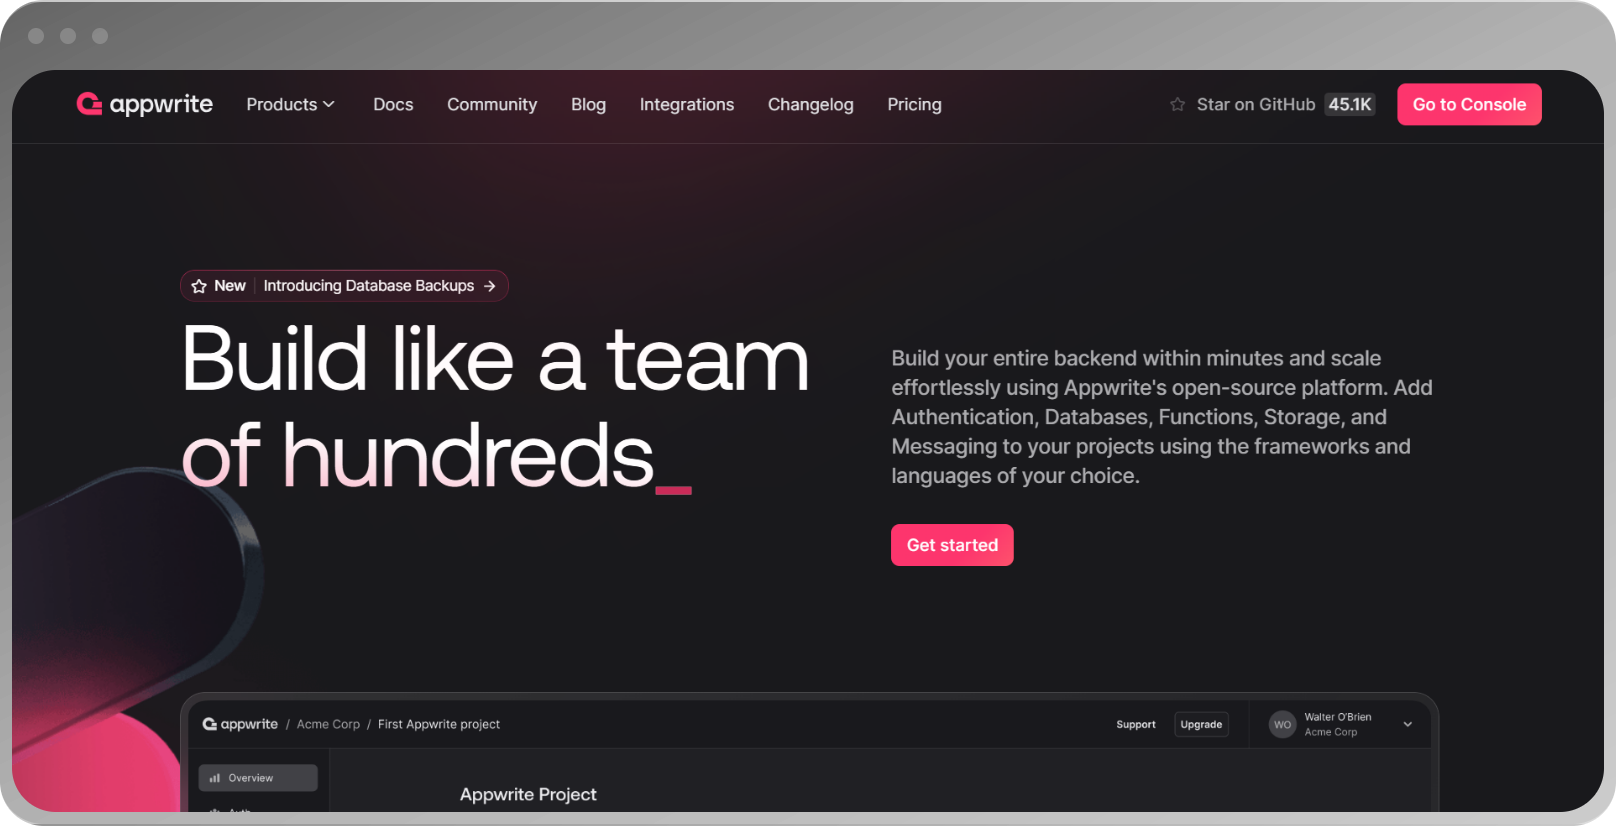 appwrite Products Docs Community Blog Integrations Changelog Pricing Star on GitHub 45.1K Go to Console
New Introducing Database Backups →
Build like a team
of hundreds_
Build your entire backend within minutes and scale
effortlessly using Appwrite's open-source platform. Add
Authentication, Databases, Functions, Storage, and
Messaging to your projects using the frameworks and
languages of your choice.
Get started
appwrite / Acme Corp / First Appwrite project Support Upgrade WO Walter O'Brien
Acme Corp
Overview
Appwrite Project